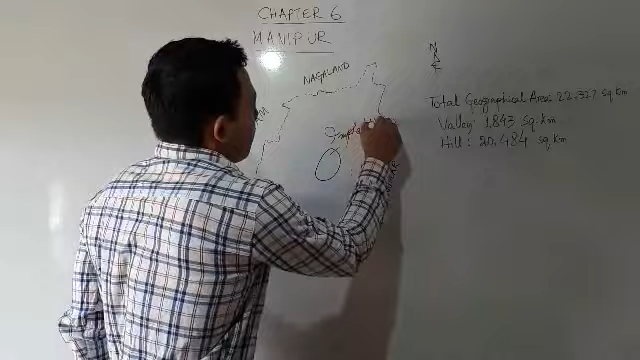 CHAPTER 6
MANIPUR
N
NAGALAND
Total Geographical Area: 22,327 sq.km
Valley: 1,843 sq.km
Hill: 20,484 sq.km